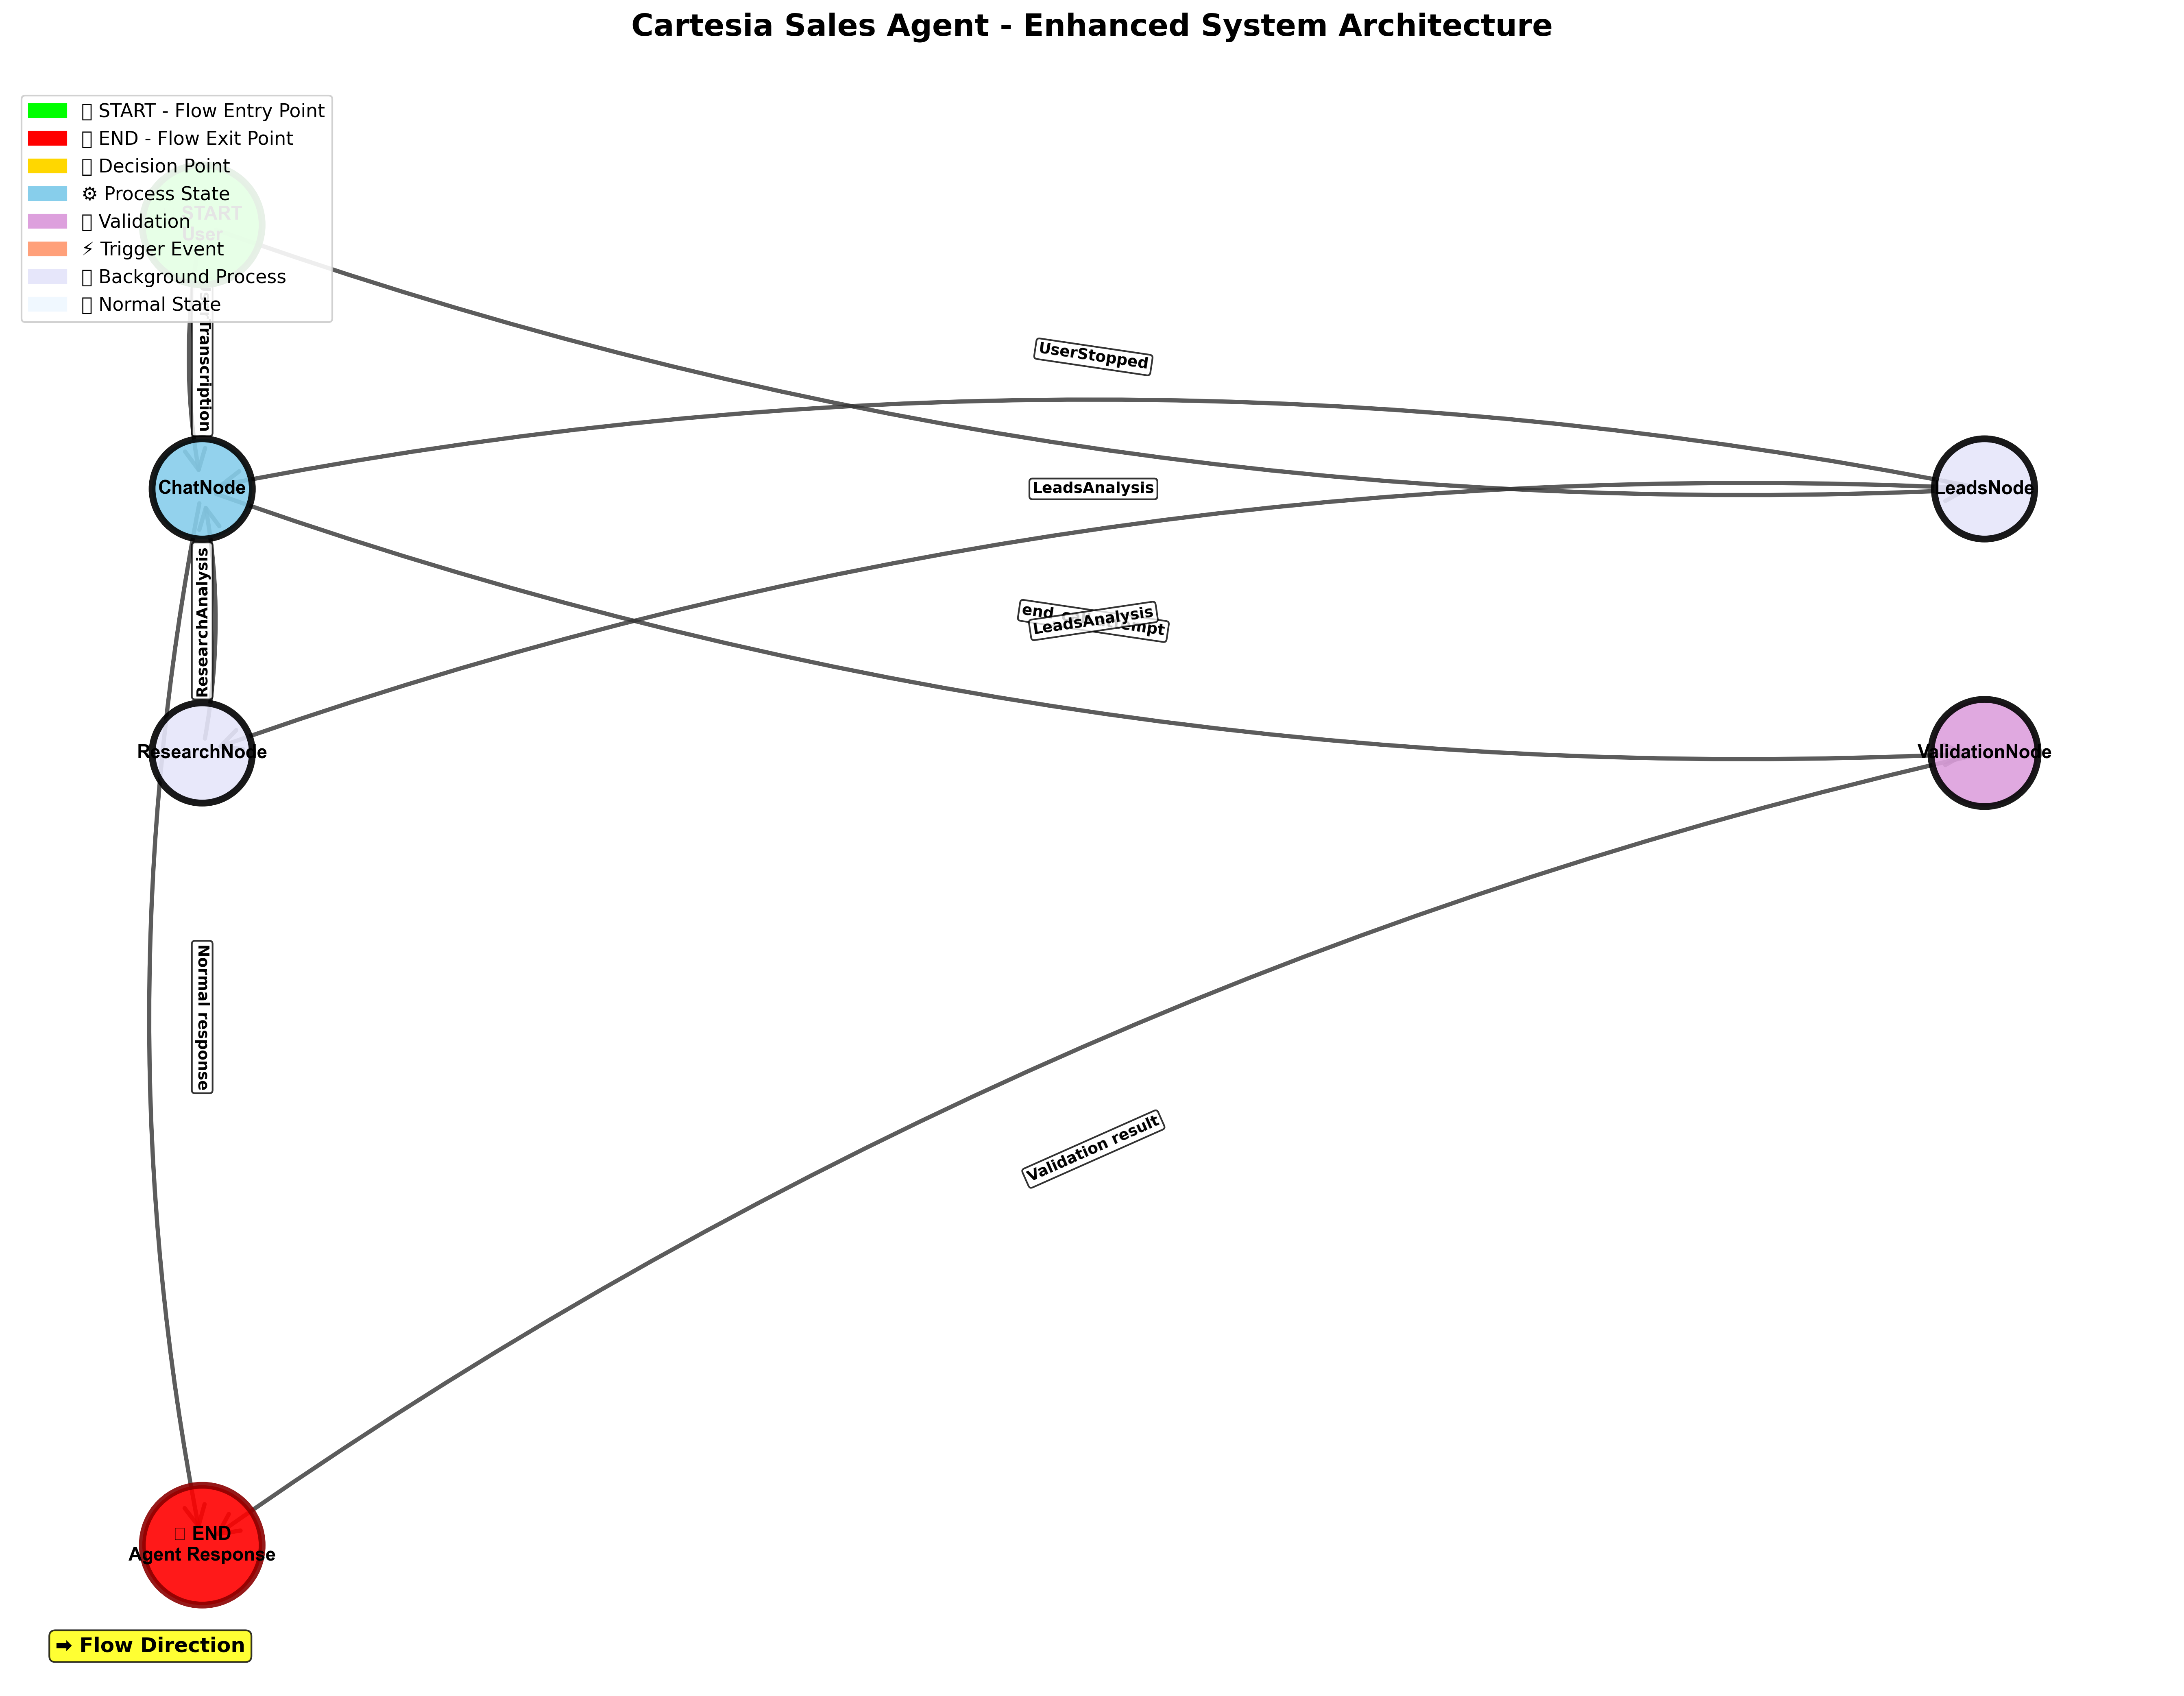 Cartesia Sales Agent - Enhanced System Architecture
START - Flow Entry Point
END - Flow Exit Point
Decision Point
⚙ Process State
Validation
⚡ Trigger Event
Background Process
Normal State
START
User
Transcription
UserStopped
ChatNode
LeadsAnalysis
LeadsNode
ResearchAnalysis
end
empt
LeadsAnalysis
ResearchNode
ValidationNode
Normal response
Validation result
END
Agent Response
➡ Flow Direction